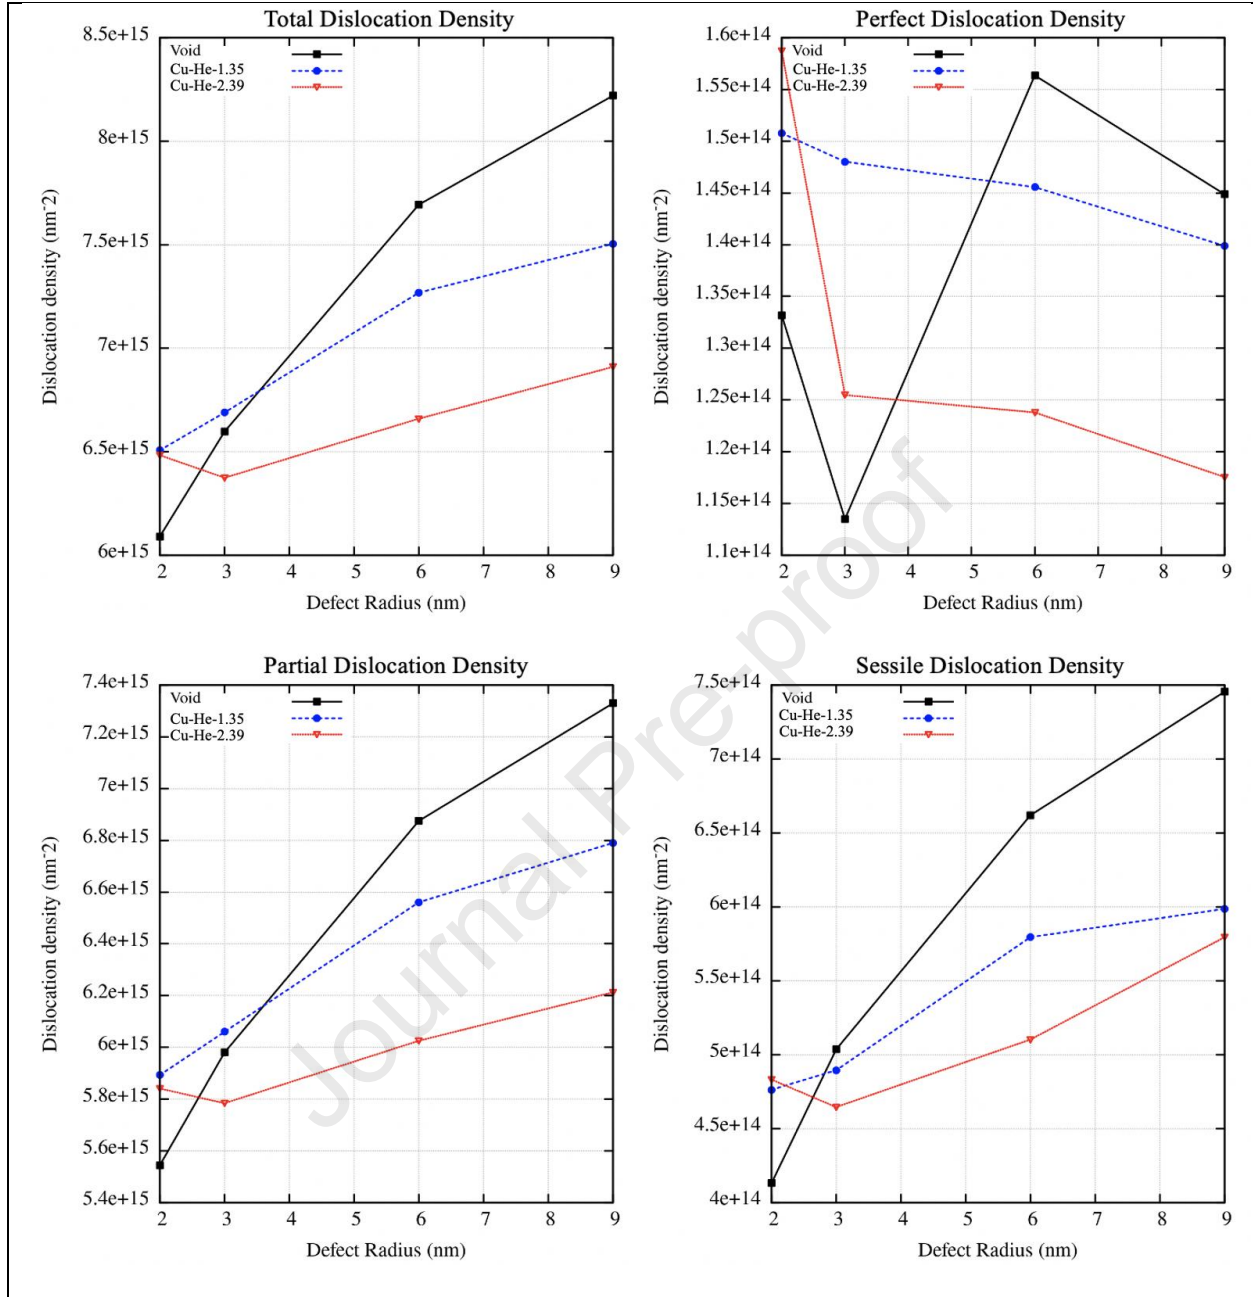 Total Dislocation Density
8.5e+15
8e+15
7.5e+15
7e+15
6.5e+15
6e+15
Dislocation density (nm-2)
Void
Cu-He-1.35
Cu-He-2.39
2 3 4 5 6 7 8 9
Defect Radius (nm)
Perfect Dislocation Density
1.6e+14
1.55e+14
1.5e+14
1.45e+14
1.4e+14
1.35e+14
1.3e+14
1.25e+14
1.2e+14
1.15e+14
1.1e+14
Dislocation density (nm-2)
Void
Cu-He-1.35
Cu-He-2.39
2 3 4 5 6 7 8 9
Defect Radius (nm)
Partial Dislocation Density
7.4e+15
7.2e+15
7e+15
6.8e+15
6.6e+15
6.4e+15
6.2e+15
6e+15
5.8e+15
5.6e+15
5.4e+15
Dislocation density (nm-2)
Void
Cu-He-1.35
Cu-He-2.39
2 3 4 5 6 7 8 9
Defect Radius (nm)
Sessile Dislocation Density
7.5e+14
7e+14
6.5e+14
6e+14
5.5e+14
5e+14
4.5e+14
4e+14
Dislocation density (nm-2)
Void
Cu-He-1.35
Cu-He-2.39
2 3 4 5 6 7 8 9
Defect Radius (nm)
Journal Pre-proof